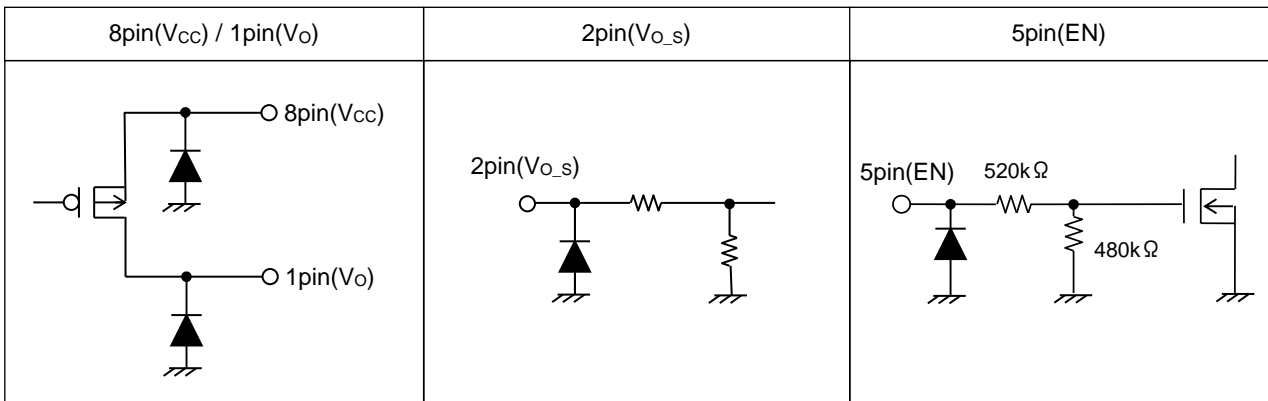 8pin(VCC) / 1pin(VO)
2pin(VO_S)
5pin(EN)
8pin(VCC)
1pin(VO)
2pin(VO_S)
5pin(EN)
520kΩ
480kΩ